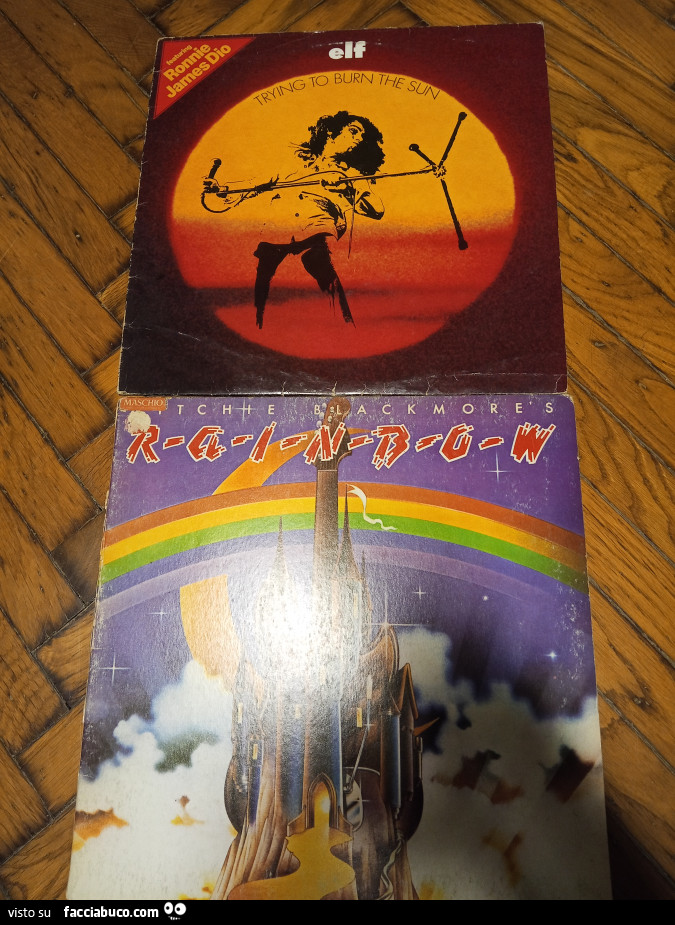 featuring
Ronnie
James Dio
elf
TRYING TO BURN THE SUN
MASCHIO
TCHIE BLACKMORE'S
R-A-I-N-B-O-W
visto su facciabuco.com